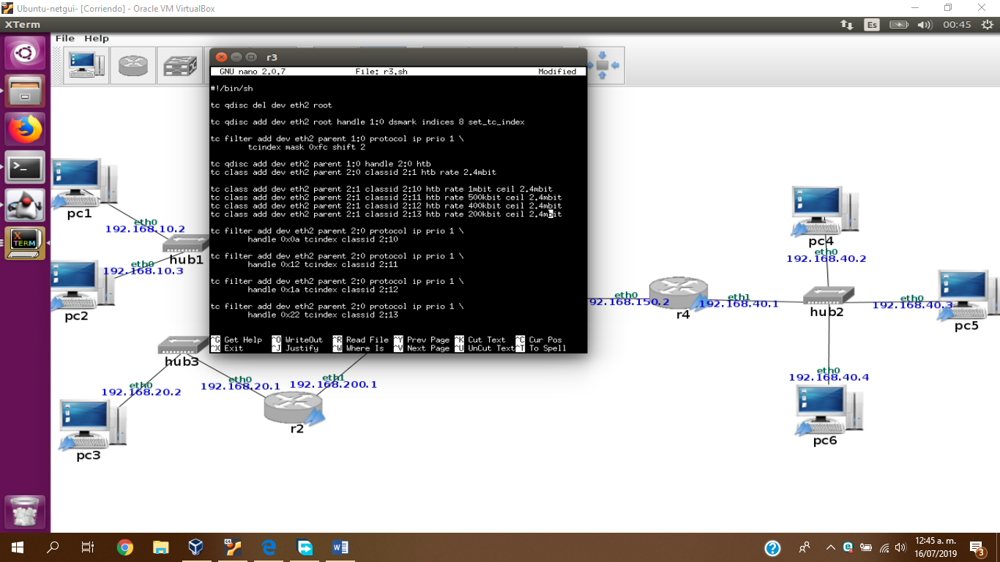 Ubuntu-netgui- [Corriendo] - Oracle VM VirtualBox
XTerm
Es
00:45
File Help
r3
GNU nano 2.0.7 File: r3.sh Modified
#!/bin/sh
tc qdisc del dev eth2 root
tc qdisc add dev eth2 root handle 1:0 dsmark indices 8 set_tc_index
tc filter add dev eth2 parent 1:0 protocol ip prio 1 \
tcindex mask 0xfc shift 2
tc qdisc add dev eth2 parent 1:0 handle 2:0 htb
tc class add dev eth2 parent 2:0 classid 2:1 htb rate 2.4mbit
tc class add dev eth2 parent 2:1 classid 2:10 htb rate 1mbit ceil 2.4mbit
tc class add dev eth2 parent 2:1 classid 2:11 htb rate 500kbit ceil 2.4mbit
tc class add dev eth2 parent 2:1 classid 2:12 htb rate 400kbit ceil 2.4mbit
tc class add dev eth2 parent 2:1 classid 2:13 htb rate 200kbit ceil 2.4mbit
tc filter add dev eth2 parent 2:0 protocol ip prio 1 \
handle 0x0a tcindex classid 2:10
tc filter add dev eth2 parent 2:0 protocol ip prio 1 \
handle 0x12 tcindex classid 2:11
tc filter add dev eth2 parent 2:0 protocol ip prio 1 \
handle 0x1a tcindex classid 2:12
tc filter add dev eth2 parent 2:0 protocol ip prio 1 \
handle 0x22 tcindex classid 2:13
^G Get Help ^O WriteOut ^R Read File ^Y Prev Page ^K Cut Text ^C Cur Pos
^X Exit ^J Justify ^W Where Is ^V Next Page ^U UnCut Text ^T To Spell
pc1
eth0
192.168.10.2
hub1
eth0
192.168.10.3
pc2
hub3
eth0
192.168.20.2
eth0
192.168.20.1
eth1
192.168.200.1
r2
pc3
eth0
92.168.150.2
r4
eth1
192.168.40.1
pc4
eth0
192.168.40.2
hub2
eth0
192.168.40.3
pc5
eth0
192.168.40.4
pc6
XTERM
W
12:45 a. m.
16/07/2019
3